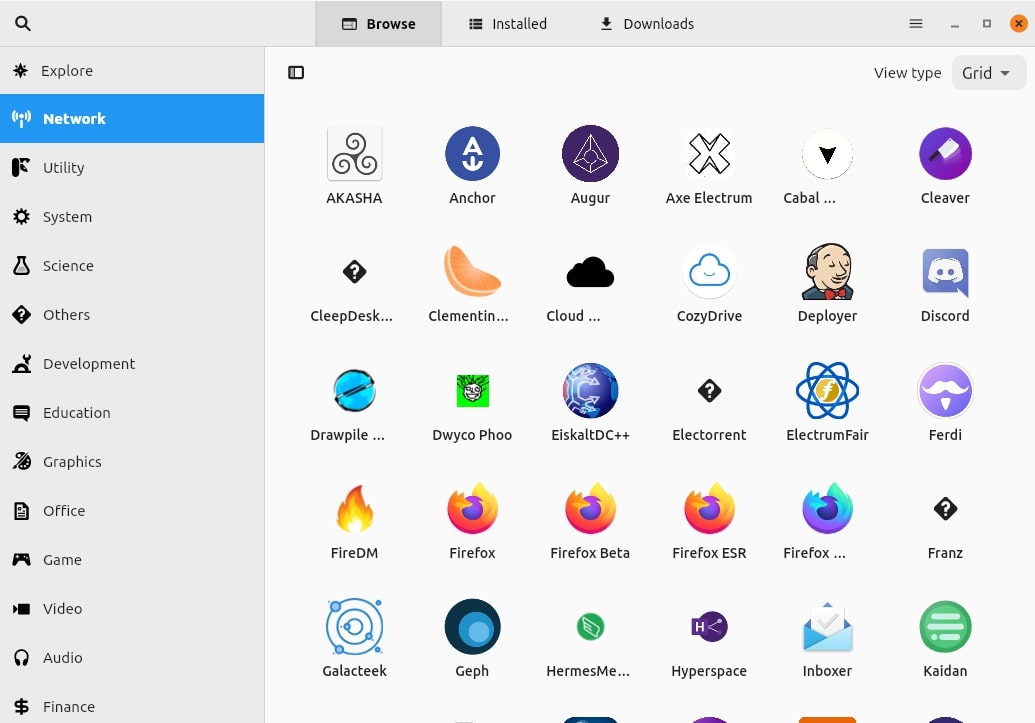 Browse
Installed
Downloads
Explore
View type
Grid
Network
Utility
System
Science
Others
Development
Education
Graphics
Office
Game
Video
Audio
Finance
AKASHA
Anchor
Augur
Axe Electrum
Cabal ...
Cleaver
CleepDesk...
Clementin...
Cloud ...
CozyDrive
Deployer
Discord
Drawpile ...
Dwyco Phoo
EiskaltDC++
Electorrent
ElectrumFair
Ferdi
FireDM
Firefox
Firefox Beta
Firefox ESR
Firefox ...
Franz
Galacteek
Geph
HermesMe...
H
Hyperspace
Inboxer
Kaidan